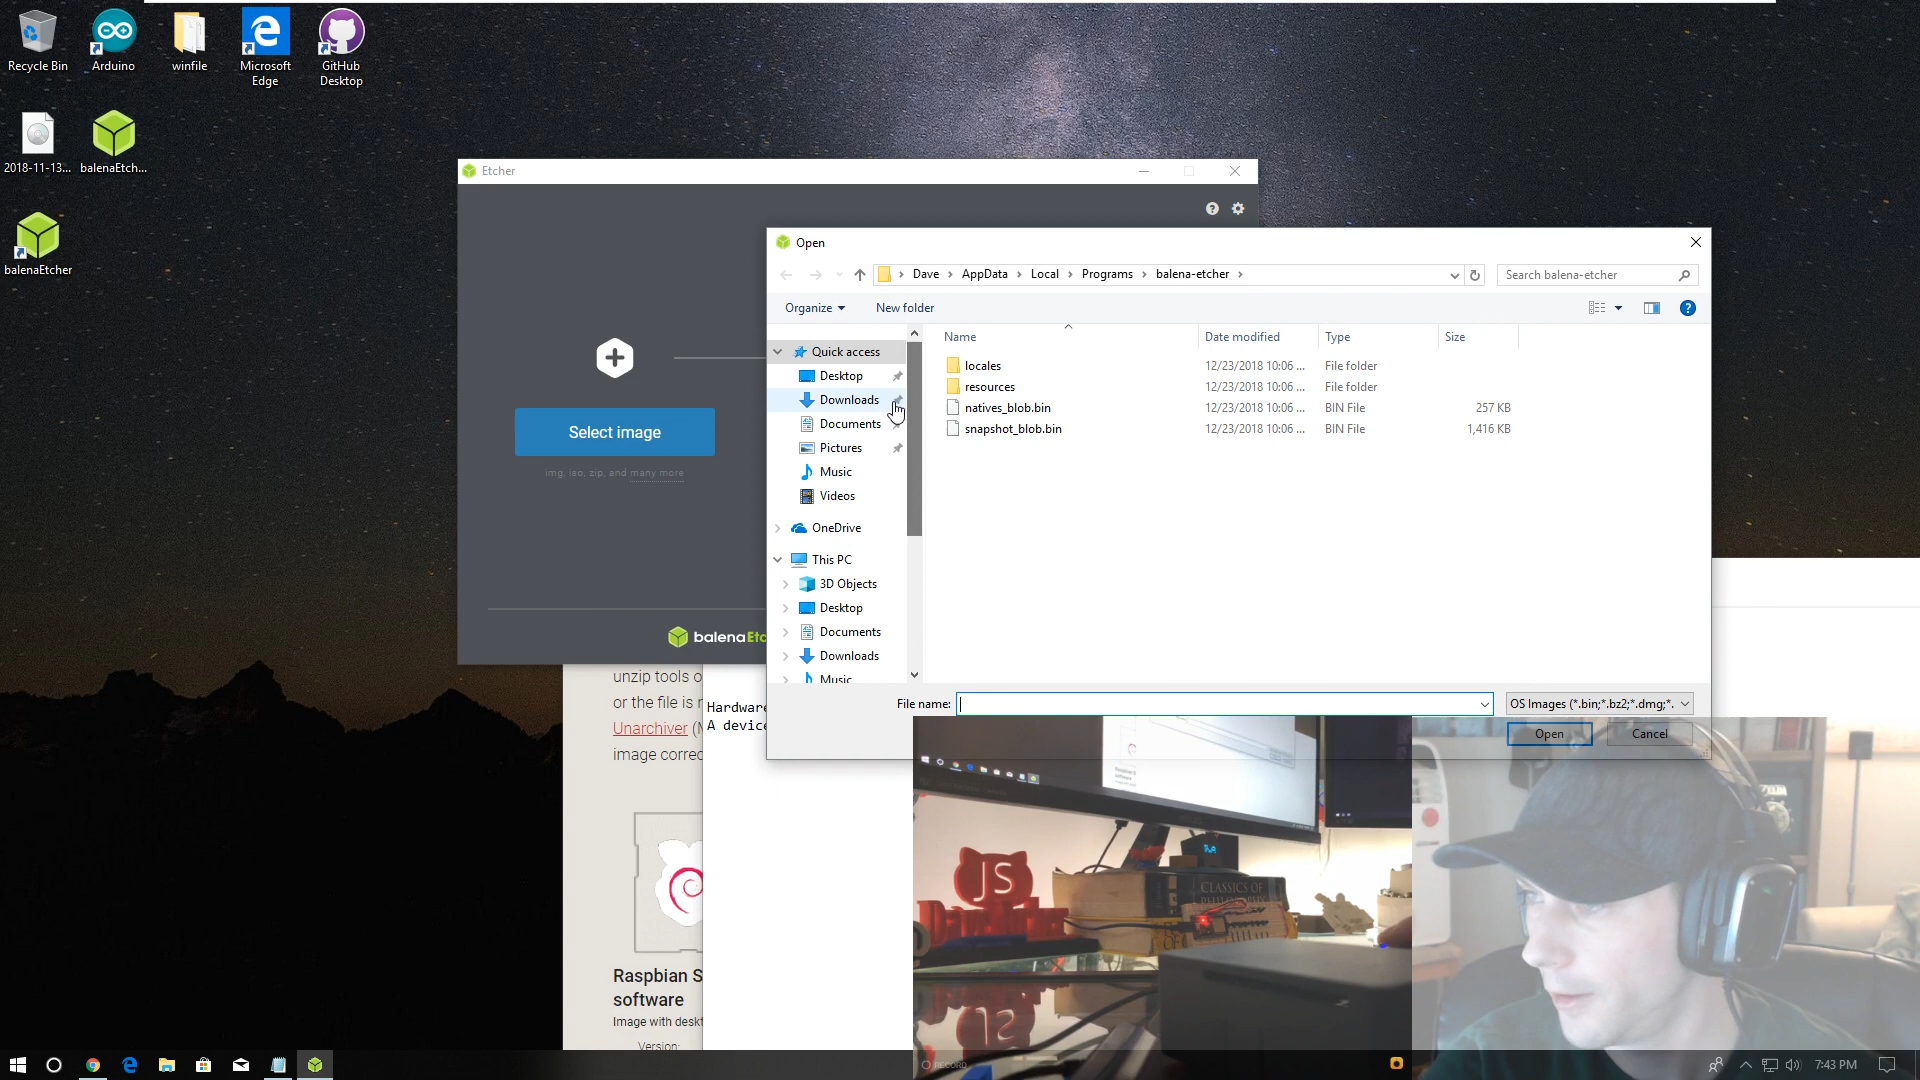 Recycle Bin
Arduino
winfile
Microsoft
Edge
GitHub
Desktop
2018-11-13...
balenaEtch...
balenaEtcher
Etcher
Select image
img, iso, zip, and many more
balenaEtc
Open
Dave
AppData
Local
Programs
balena-etcher
Search balena-etcher
Organize
New folder
Name
Date modified
Type
Size
Quick access
Desktop
Downloads
Documents
Pictures
Music
Videos
OneDrive
This PC
3D Objects
Desktop
Documents
Downloads
Music
locales 12/23/2018 10:06 ... File folder
resources 12/23/2018 10:06 ... File folder
natives_blob.bin 12/23/2018 10:06 ... BIN File 257 KB
snapshot_blob.bin 12/23/2018 10:06 ... BIN File 1,416 KB
File name:
OS Images (*.bin;*.bz2;*.dmg;*.
Open
Cancel
unzip tools o
or the file is r
Unarchiver (M
image correc
Hardware
A device
Raspbian S
software
Image with deskt
Version:
JS
CLASSICS OF
RECORD
7:43 PM